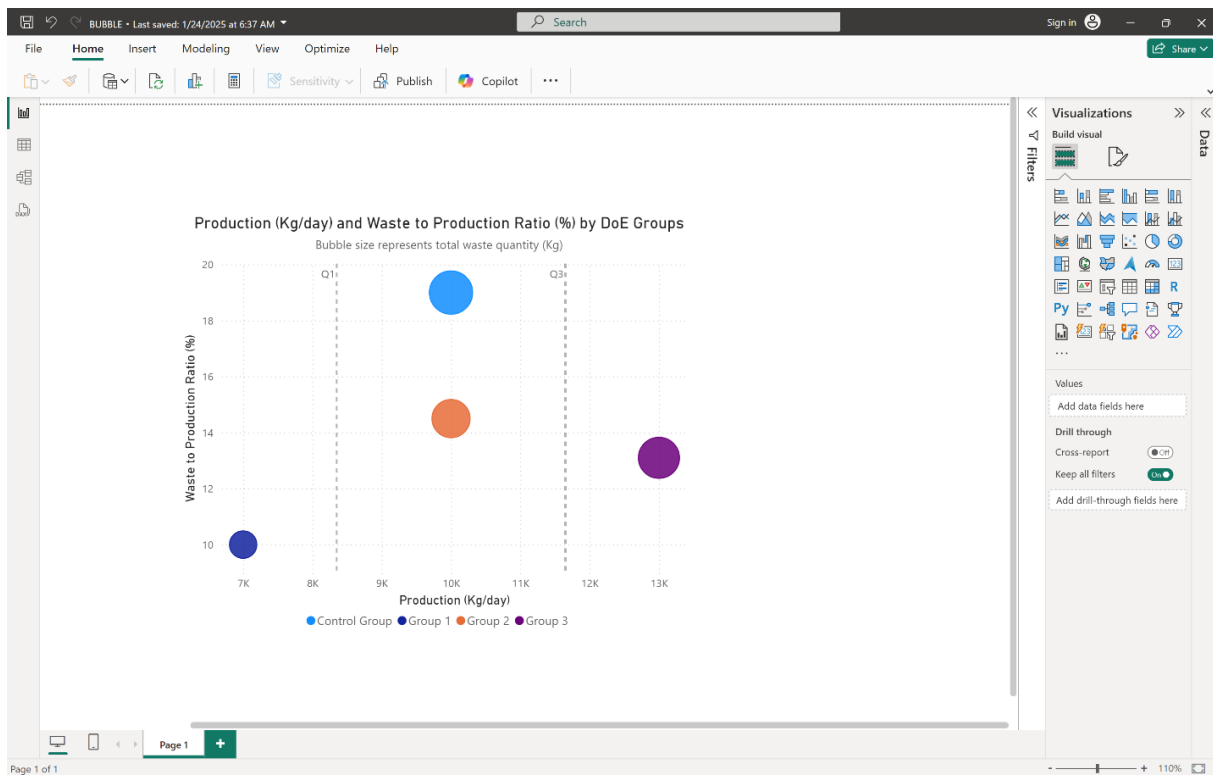 BUBBLE • Last saved: 1/24/2025 at 6:37 AM
Search
Sign in
File Home Insert Modeling View Optimize Help
Share
Sensitivity
Publish
Copilot
Filters
Visualizations
Build visual
123
R
Py
Values
Add data fields here
Drill through
Cross-report
Off
Keep all filters
On
Add drill-through fields here
Data
Production (Kg/day) and Waste to Production Ratio (%) by DoE Groups
Bubble size represents total waste quantity (Kg)
Waste to Production Ratio (%)
20
18
16
14
12
10
Q1
Q3
7K 8K 9K 10K 11K 12K 13K
Production (Kg/day)
Control Group Group 1 Group 2 Group 3
Page 1
Page 1 of 1
110%